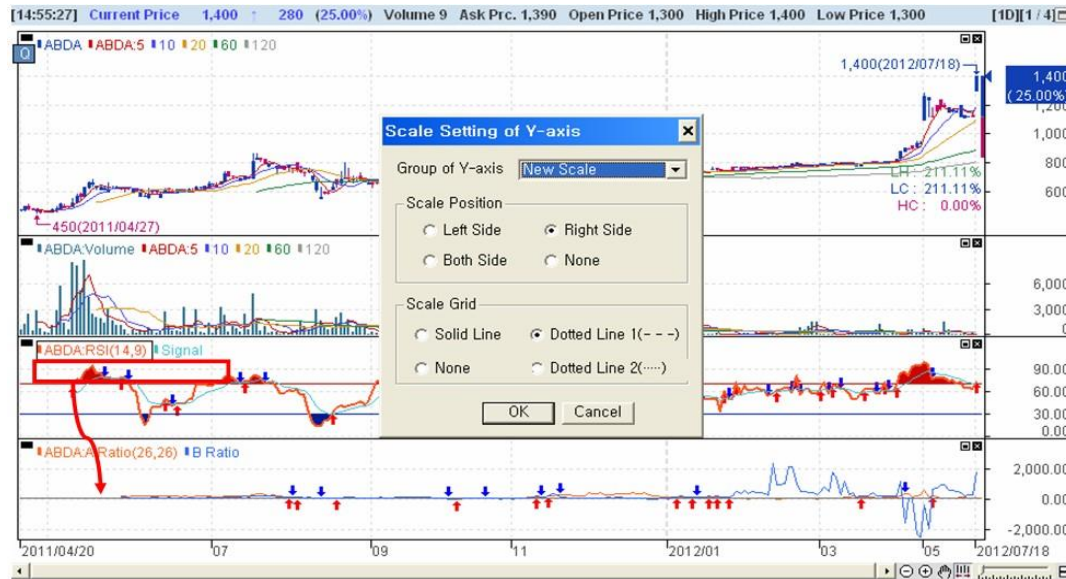 [14:55:27] Current Price 1,400 ↑ 280 (25.00%) Volume 9 Ask Prc. 1,390 Open Price 1,300 High Price 1,400 Low Price 1,300 [1D][1 / 4]
ABDA ABDA:5 10 20 60 120
Q
1,400(2012/07/18)
1,400
( 25.00%)
1,200
1,000
800
600
LH : 211.11%
LC : 211.11%
HC : 0.00%
450(2011/04/27)
Scale Setting of Y-axis
Group of Y-axis New Scale
Scale Position
Left Side Right Side
Both Side None
Scale Grid
Solid Line Dotted Line 1(- - -)
None Dotted Line 2(·····)
OK Cancel
ABDA:Volume ABDA:5 10 20 60 120
6,000
3,000
0
ABDA:RSI(14,9) Signal
90.00
60.00
30.00
0.00
ABDA:A Ratio(26,26) B Ratio
2,000.00
0.00
-2,000.00
2011/04/20 07 09 11 2012/01 03 05 2012/07/18